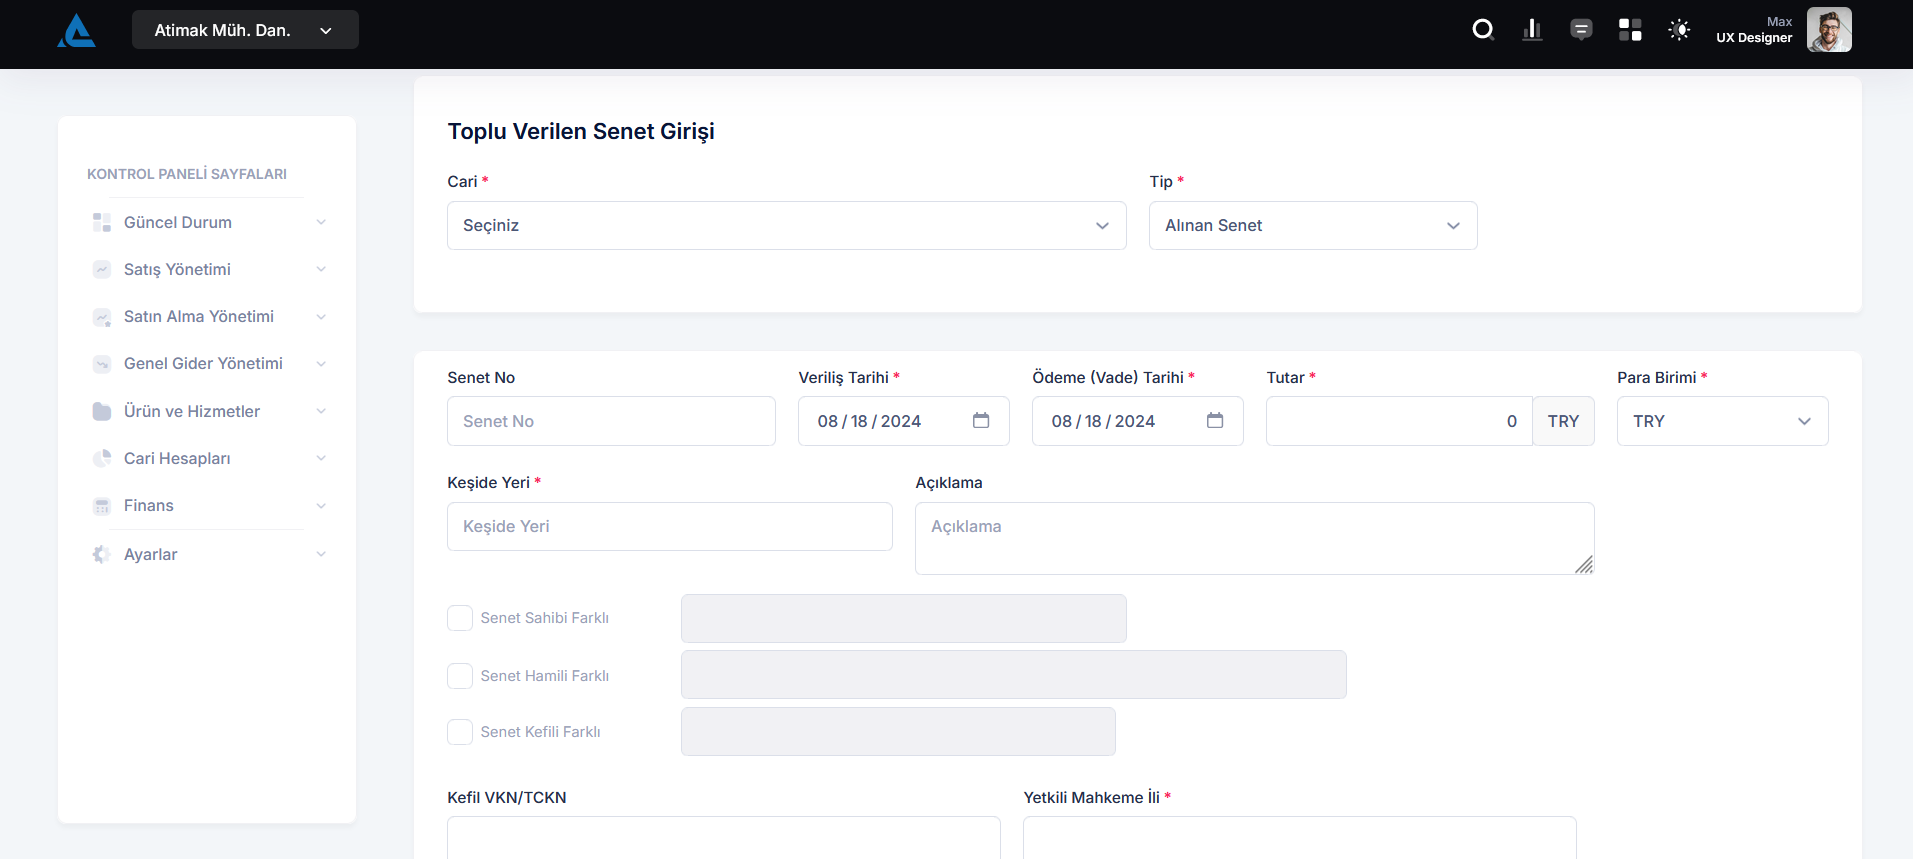 Atimak Müh. Dan.
Max
UX Designer
KONTROL PANELİ SAYFALARI
Güncel Durum
Satış Yönetimi
Satın Alma Yönetimi
Genel Gider Yönetimi
Ürün ve Hizmetler
Cari Hesapları
Finans
Ayarlar
Toplu Verilen Senet Girişi
Cari *
Tip *
Seçiniz
Alınan Senet
Senet No
Veriliş Tarihi *
Ödeme (Vade) Tarihi *
Tutar *
Para Birimi *
Senet No
08 / 18 / 2024
08 / 18 / 2024
0
TRY
TRY
Keşide Yeri *
Açıklama
Keşide Yeri
Açıklama
Senet Sahibi Farklı
Senet Hamili Farklı
Senet Kefili Farklı
Kefil VKN/TCKN
Yetkili Mahkeme İli *